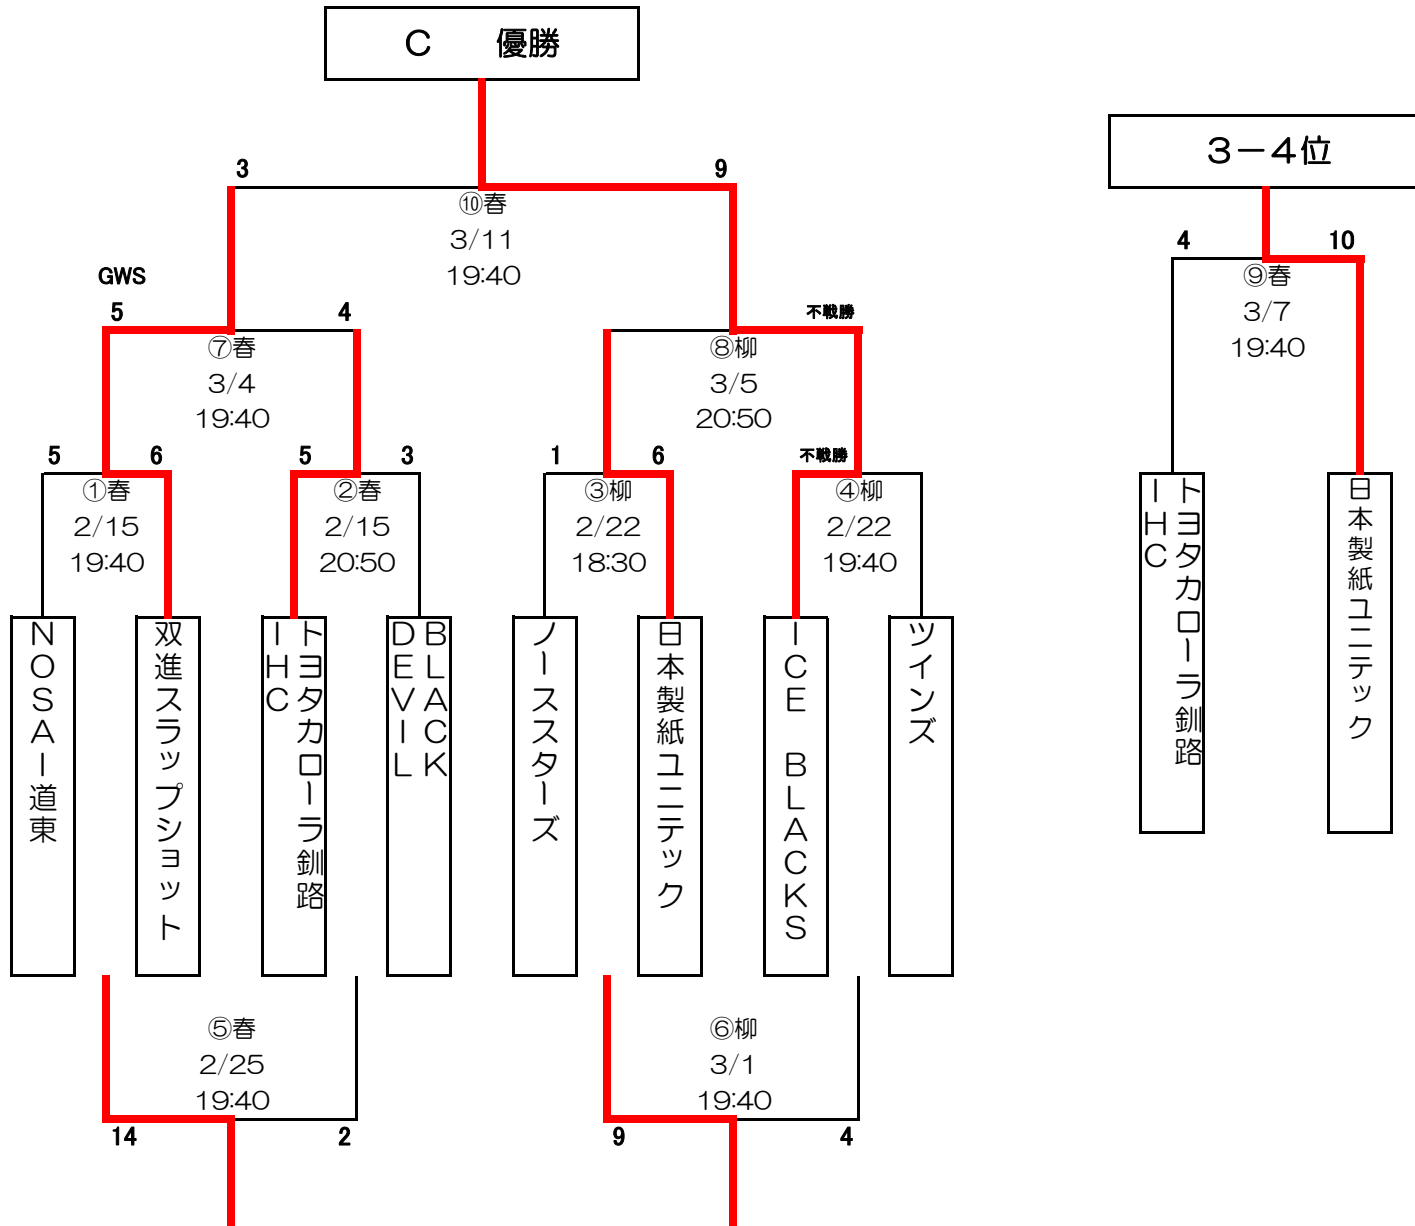 C　優勝
3－4位
3
9
⑩春
3/11
19:40
4
10
⑨春
3/7
19:40
GWS
5
4
不戦勝
⑦春
3/4
19:40
⑧柳
3/5
20:50
5
6
5
3
1
6
不戦勝
①春
2/15
19:40
②春
2/15
20:50
③柳
2/22
18:30
④柳
2/22
19:40
トヨタカローラ釧路
IHC
日本製紙ユニテック
NOSAI道東
双進スラップショット
トヨタカローラ釧路
IHC
BLACK
DEVIL
ノーススターズ
日本製紙ユニテック
ICE　BLACKS
ツインズ
⑤春
2/25
19:40
⑥柳
3/1
19:40
14
2
9
4